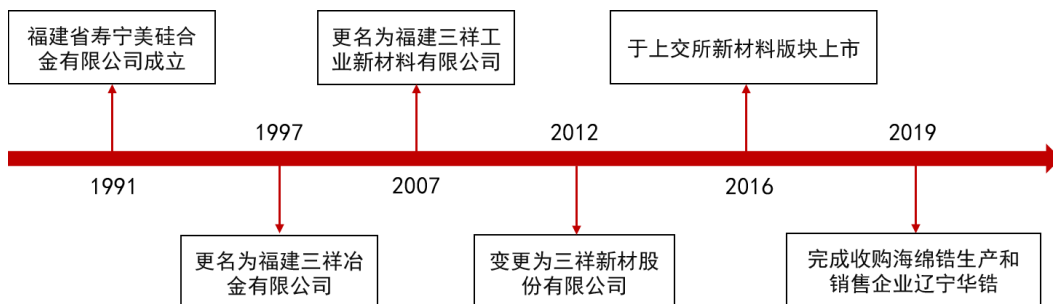 福建省寿宁美硅合
金有限公司成立
更名为福建三祥工
业新材料有限公司
于上交所新材料版块上市
1997
2012
2019
1991
2007
2016
更名为福建三祥冶
金有限公司
变更为三祥新材股
份有限公司
完成收购海绵锆生产和
销售企业辽宁华锆